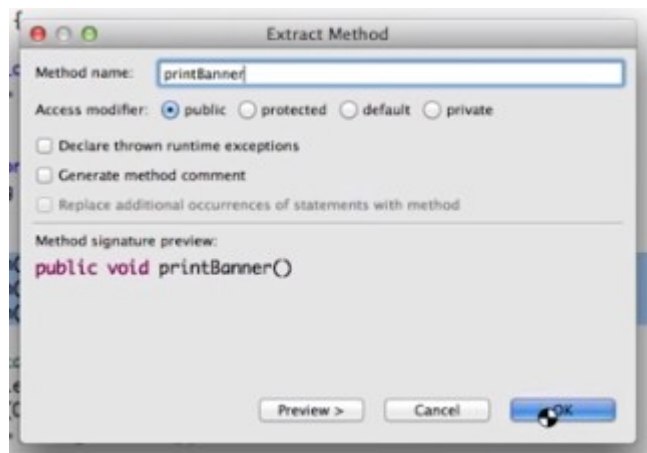 Extract Method
Method name: printBanner
Access modifier: public protected default private
Declare thrown runtime exceptions
Generate method comment
Replace additional occurrences of statements with method
Method signature preview:
public void printBanner()
Preview > Cancel OK